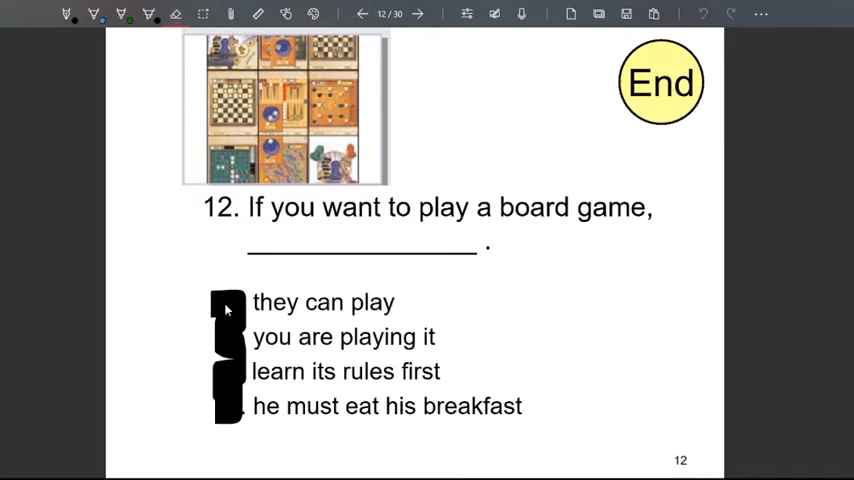 12 / 30
End
12. If you want to play a board game,
________________ .
they can play
you are playing it
learn its rules first
. he must eat his breakfast
12